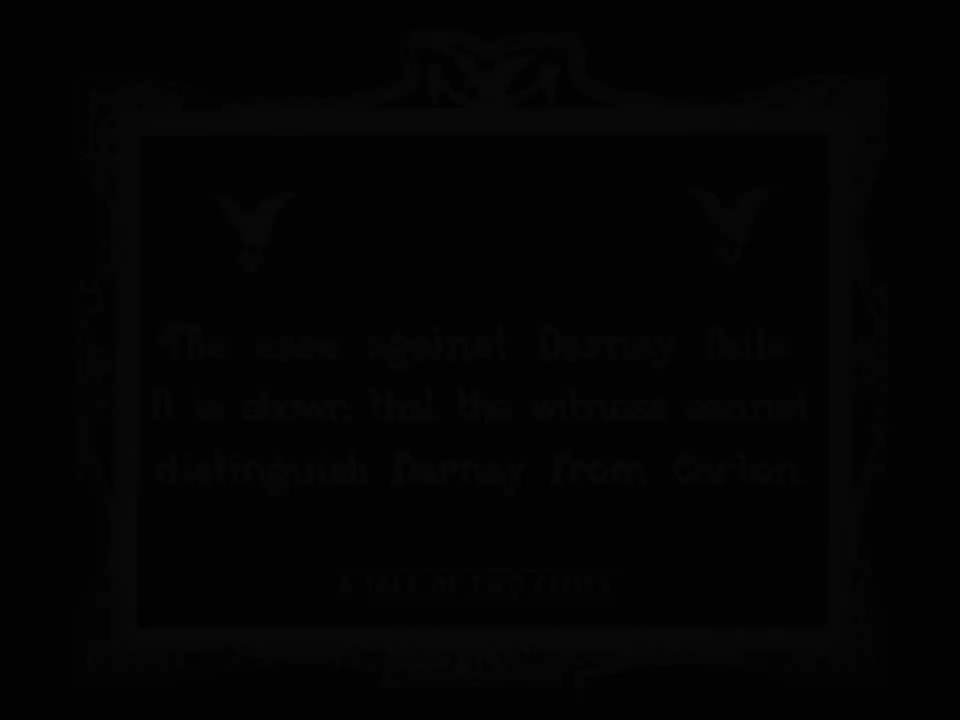 The case against Darnay fails.
It is shown that the witness cannot
distinguish Darnay from Carton.
A TALE OF TWO CITIES